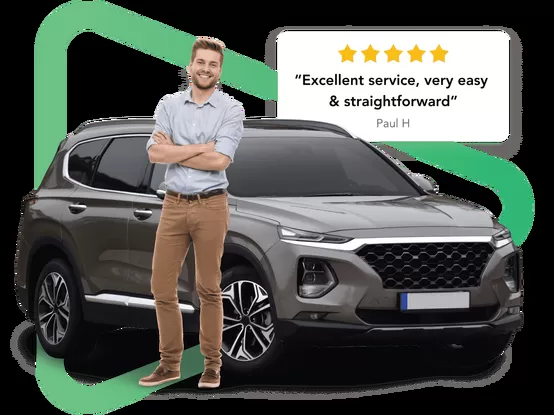 “Excellent service, very easy
& straightforward”
Paul H